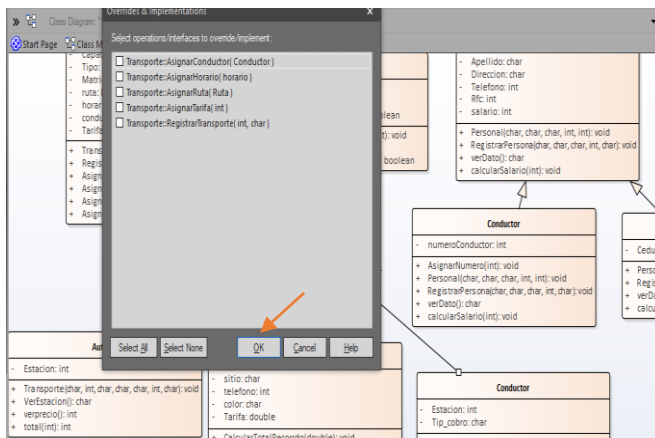 Overrides & Implementations
X
Class Diagram: "
Start Page
Class M
Select operations/interfaces to override/implement:
Transporte::AsignarConductor( Conductor )
Transporte::AsignarHorario( horario )
Transporte::AsignarRuta( Ruta )
Transporte::AsignarTarifa( int )
Transporte::RegistrarTransporte( int, char )
Select All
Select None
OK
Cancel
Help
- Tipo:
- Matri
- ruta:
- horar
- condu
- Tarifa
+ Trans
+ Regis
+ Asign
+ Asign
+ Asign
+ Asign
olean
t): void
boolean
- Apellido: char
- Direccion: char
- Telefono: int
- Rfc: int
- salario: int
+ Personal(char, char, char, int, int): void
+ RegistrarPersona(char, char, char, int, char): void
+ verDato(): char
+ calcularSalario(int): void
Conductor
- numeroConductor: int
+ AsignarNumero(int): void
+ Personal(char, char, char, int, int): void
+ RegistrarPersona(char, char, char, int, char): void
+ verDato(): char
+ calcularSalario(int): void
- Cedu
+ Perso
+ Regis
+ verDa
+ calcu
Aut
- Estacion: int
+ Transporte(char, int, char, char, char, int, char): void
+ VerEstacion(): char
+ verprecio(): int
+ total(int): int
- sitio: char
- telefono: int
- color: char
- Tarifa: double
+ CalcularTotalRecorrido(double): void
Conductor
- Estacion: int
- Tip_cobro: char